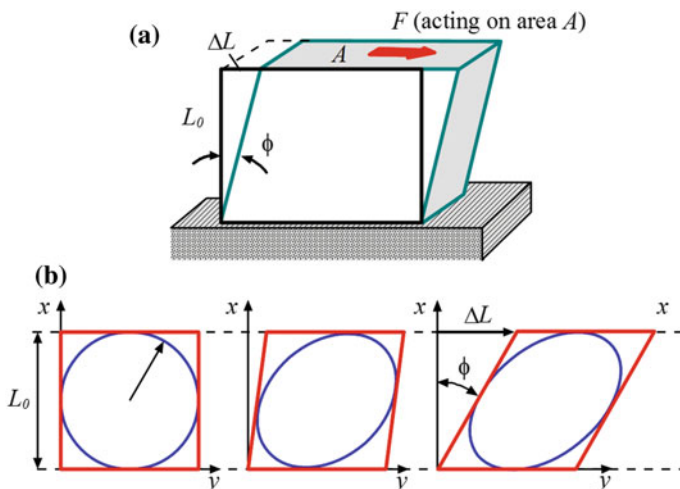 (a)
F (acting on area A)
ΔL
A
L₀
ϕ
(b)
x
x
x
ΔL
x
L₀
ϕ
y
y
y